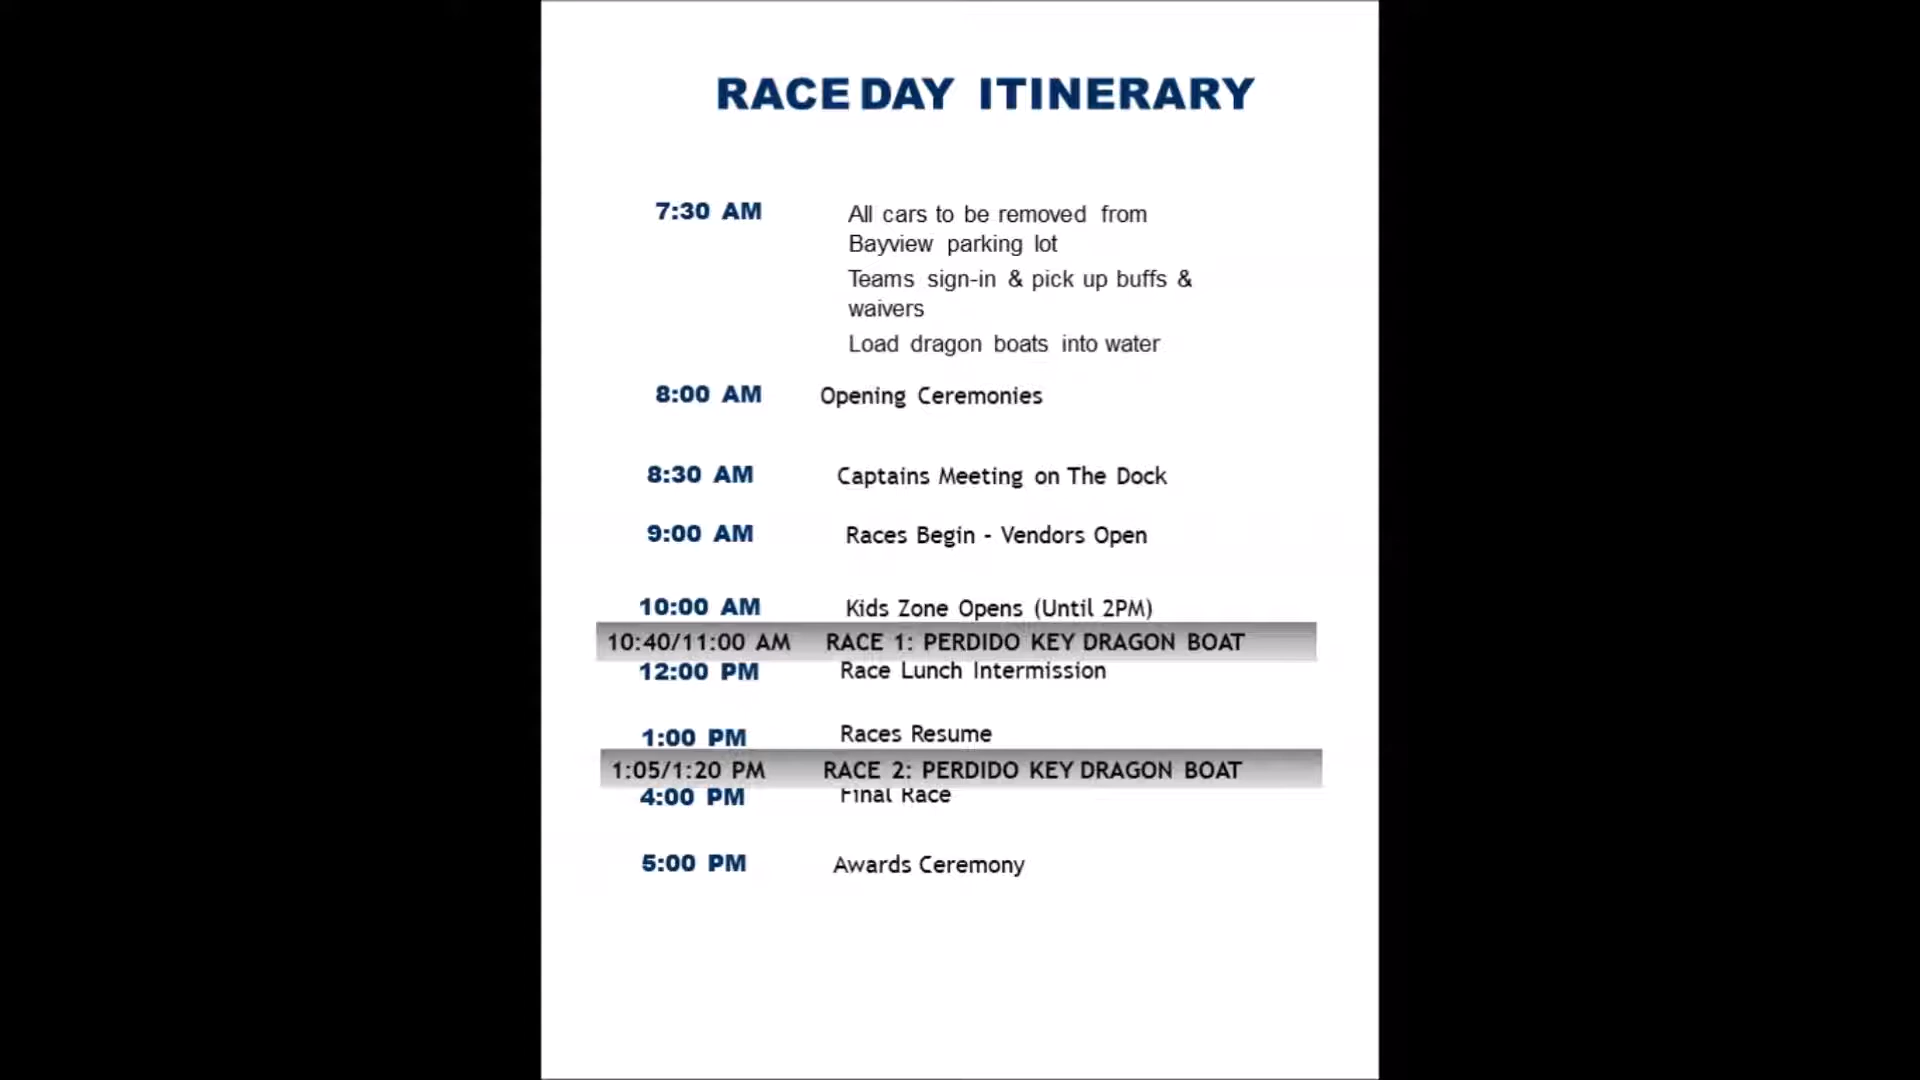 RACE DAY ITINERARY
7:30 AM All cars to be removed from
Bayview parking lot
Teams sign-in & pick up buffs &
waivers
Load dragon boats into water
8:00 AM Opening Ceremonies
8:30 AM Captains Meeting on The Dock
9:00 AM Races Begin - Vendors Open
10:00 AM Kids Zone Opens (Until 2PM)
10:40/11:00 AM RACE 1: PERDIDO KEY DRAGON BOAT
12:00 PM Race Lunch Intermission
1:00 PM Races Resume
1:05/1:20 PM RACE 2: PERDIDO KEY DRAGON BOAT
4:00 PM Final Race
5:00 PM Awards Ceremony